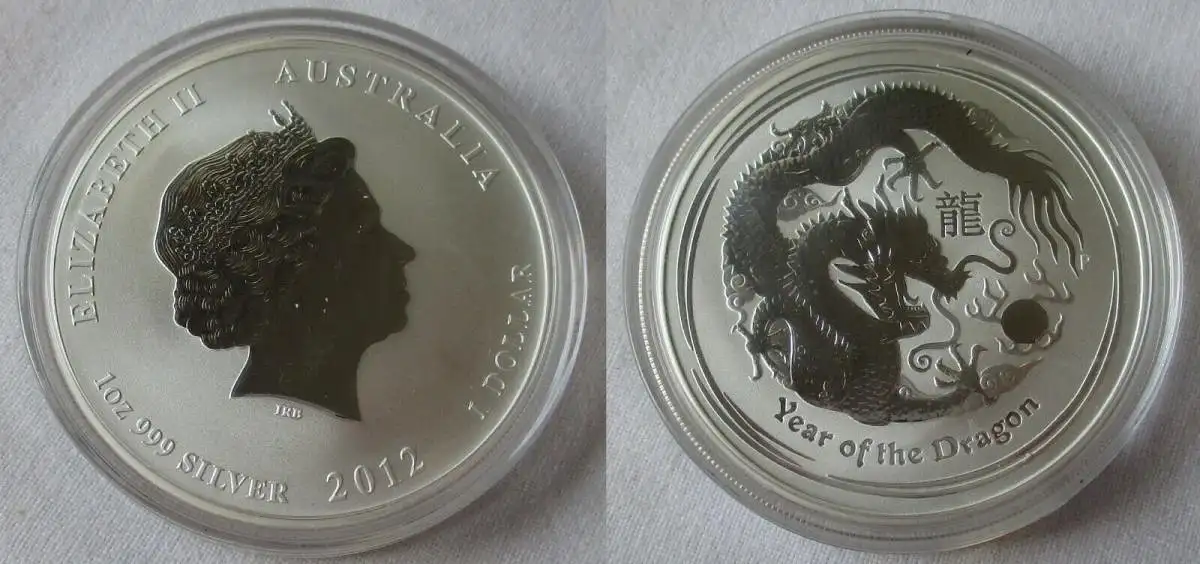 ELIZABETH II
AUSTRALIA
1 DOLLAR
1oz 999 SILVER
2012
IRB
龍
P
Year of the Dragon